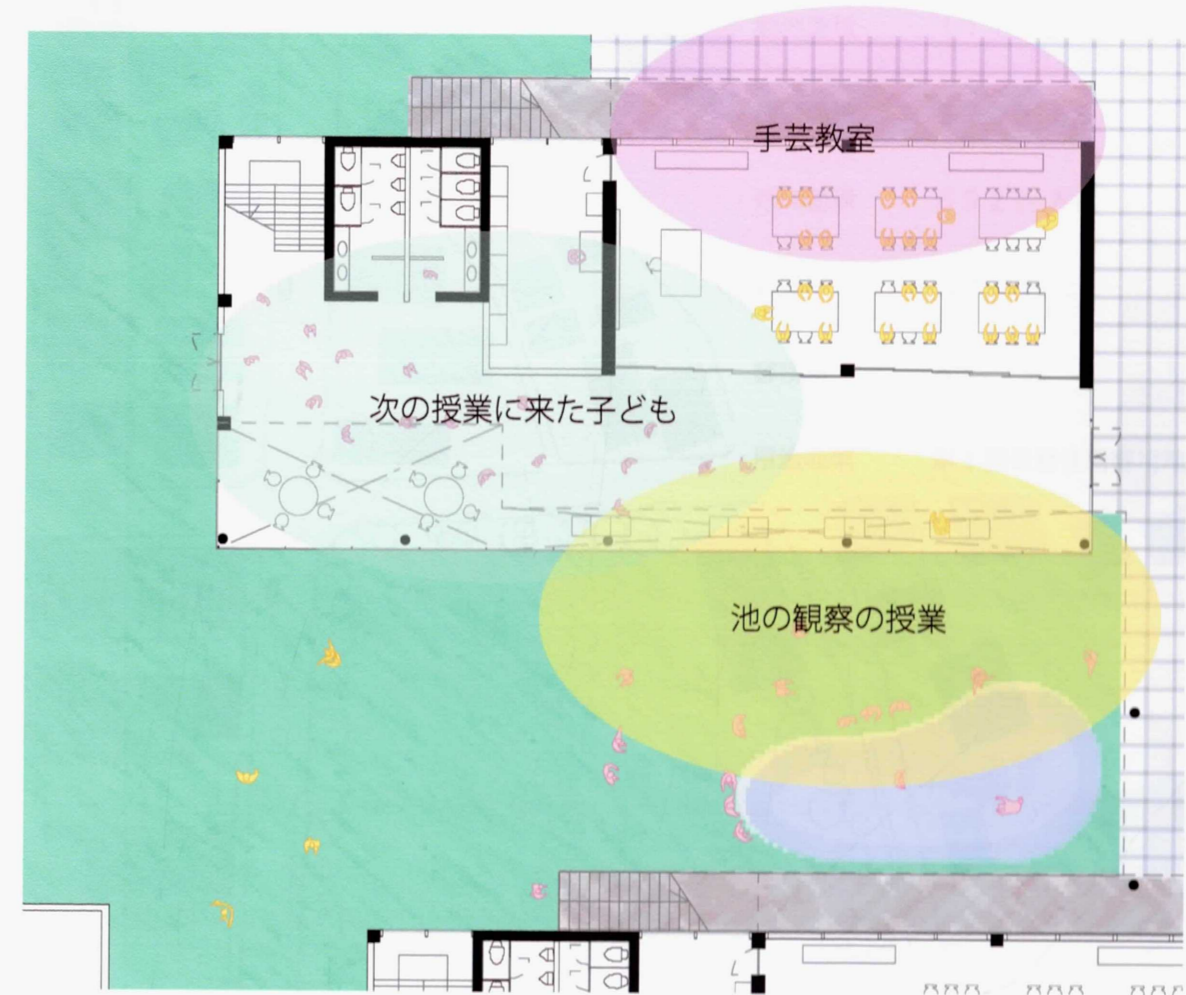 手芸教室
次の授業に来た子ども
池の観察の授業